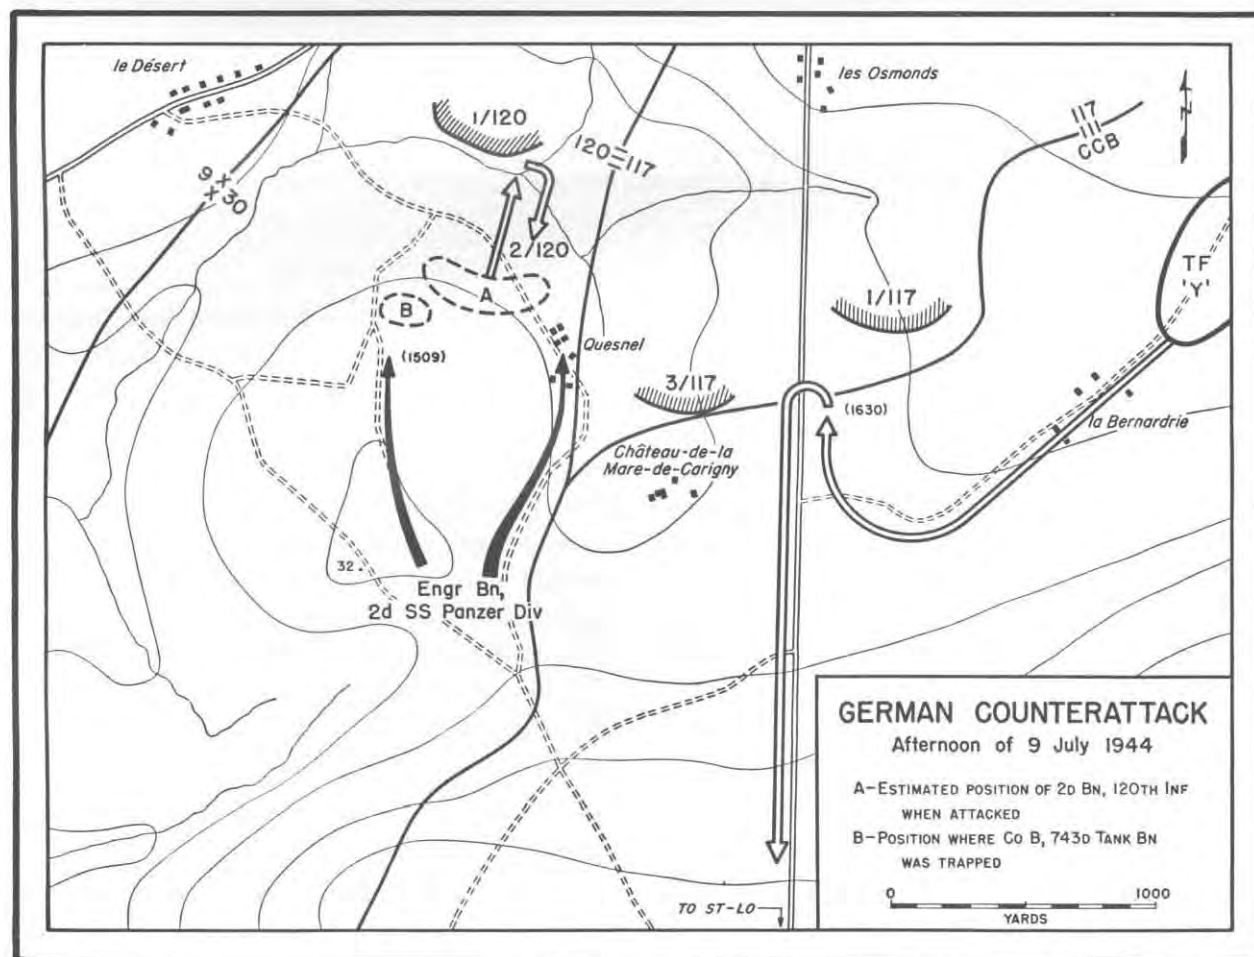 le Désert
les Osmonds
1/120
120 117
117
CCB
9 x 30
x
N
2/120
A
TF
'Y'
B
1/117
(1509)
Quesnel
3/117
(1630)
la Bernardrie
Château-de-la
Mare-de-Carigny
32.
Engr Bn,
2d SS Panzer Div
GERMAN COUNTERATTACK
Afternoon of 9 July 1944
A-ESTIMATED POSITION OF 2D BN, 120TH INF
WHEN ATTACKED
B-POSITION WHERE CO B, 743D TANK BN
WAS TRAPPED
0 1000
YARDS
TO ST-LO